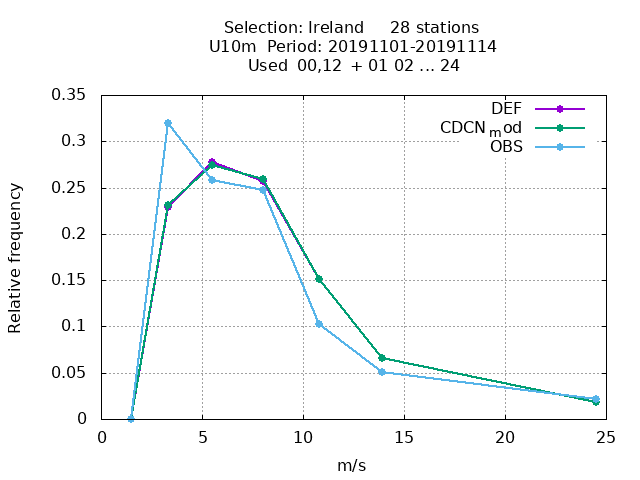 Selection: Ireland 28 stations
U10m Period: 20191101-20191114
Used 00,12 + 01 02 ... 24
0.35
0.3
0.25
0.2
0.15
0.1
0.05
0
0 5 10 15 20 25
Relative frequency
m/s
DEF
CDCN_mod
OBS